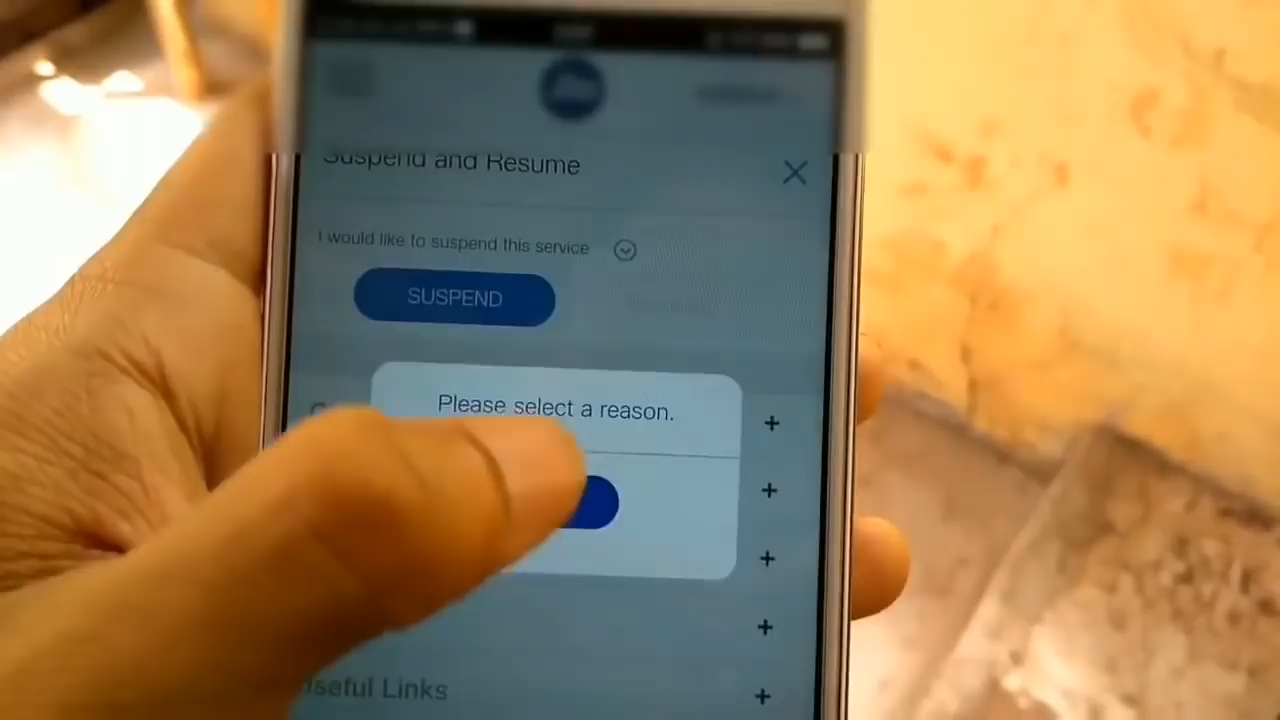 Suspend and Resume
I would like to suspend this service
SUSPEND
Please select a reason.
Useful Links